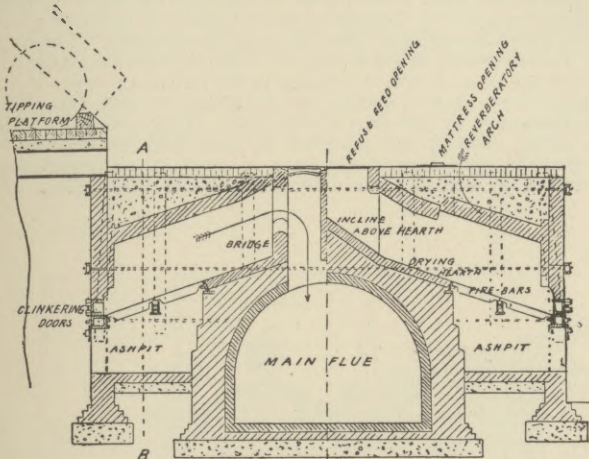 TIPPING
PLATFORM
A
REFUSE FEED OPENING
MATTRESS OPENING
REVERBERATORY
ARCH
INCLINE
ABOVE HEARTH
BRIDGE
DRYING
HEARTH
FIRE-BARS
CLINKERING
DOORS
ASHPIT
MAIN FLUE
ASHPIT
B